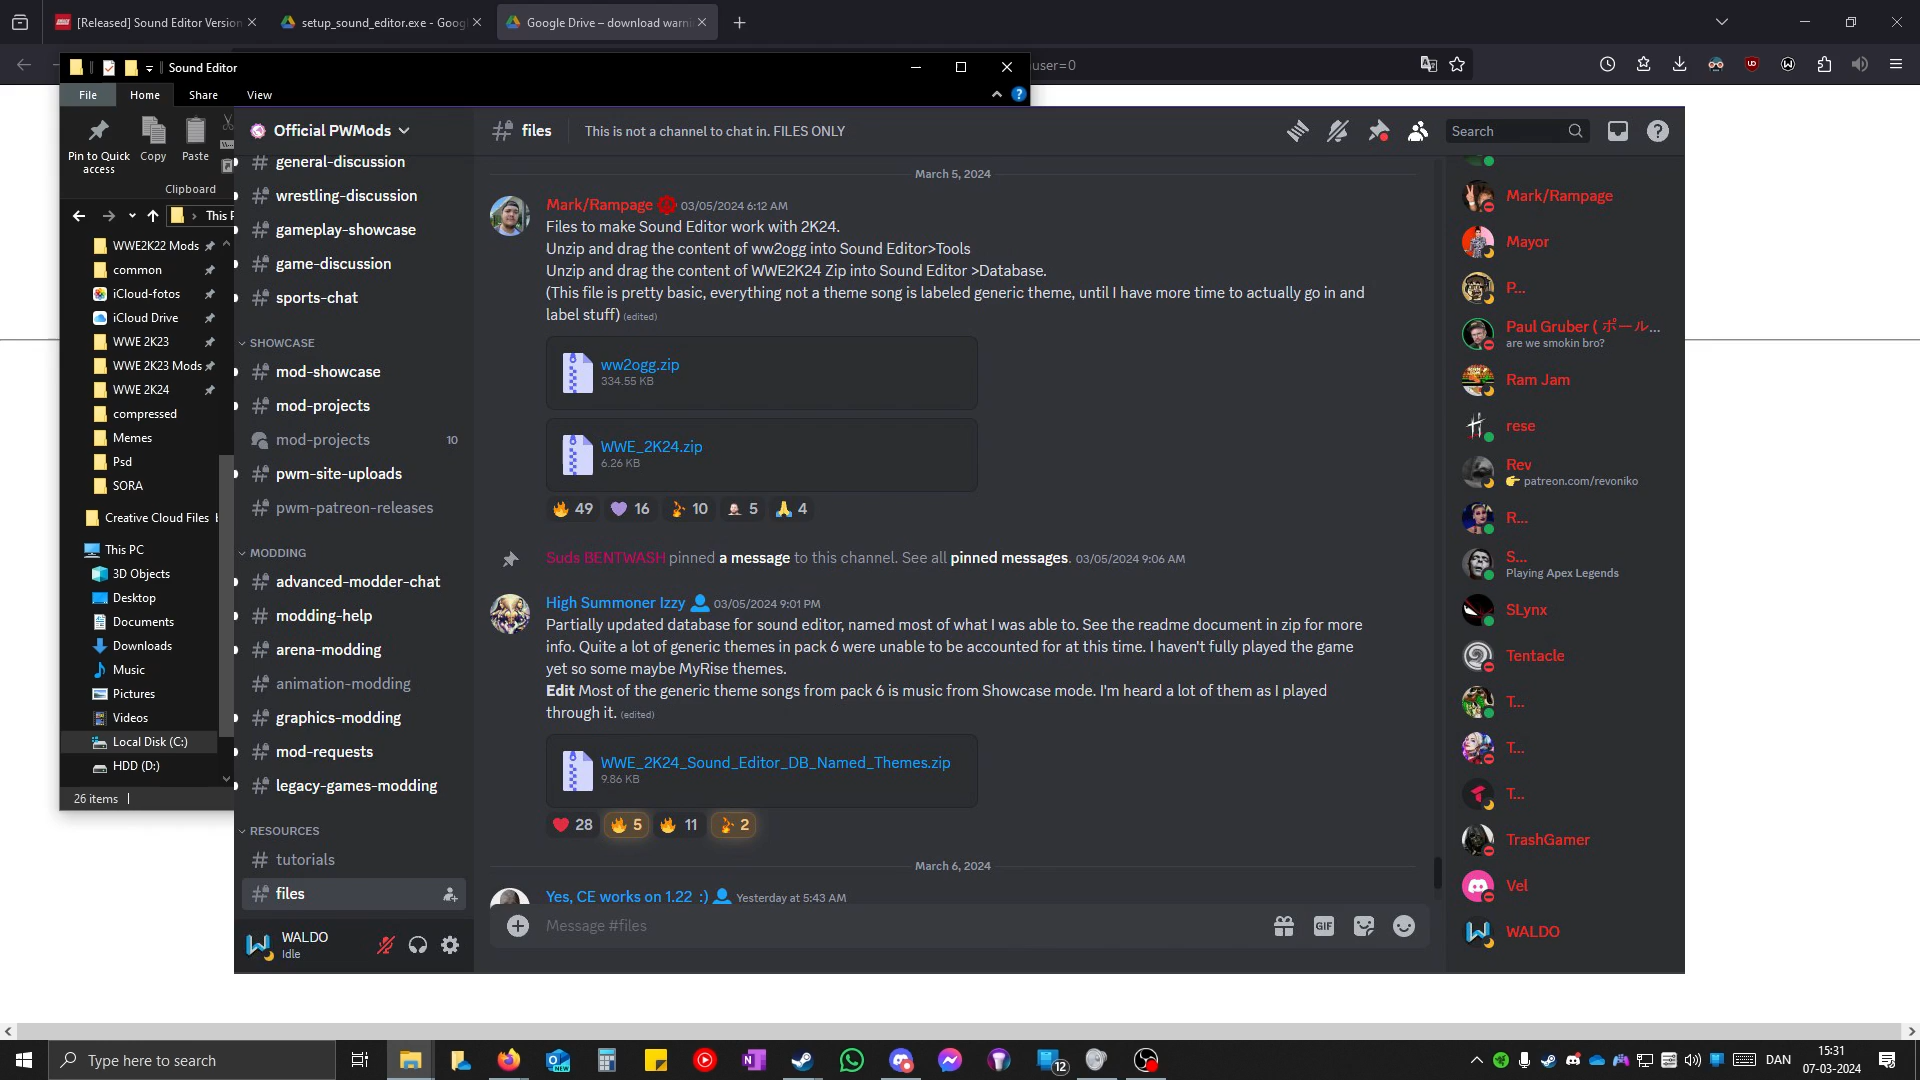 [Released] Sound Editor Version
setup_sound_editor.exe - Goog
Google Drive – download warni
user=0
Sound Editor
File
Home
Share
View
Pin to Quick
access
Copy
Paste
Clipboard
This P
WWE2K22 Mods
common
iCloud-fotos
iCloud Drive
WWE 2K23
WWE 2K23 Mods
WWE 2K24
compressed
Memes
Psd
SORA
Creative Cloud Files
This PC
3D Objects
Desktop
Documents
Downloads
Music
Pictures
Videos
Local Disk (C:)
HDD (D:)
26 items
Official PWMods
general-discussion
wrestling-discussion
gameplay-showcase
game-discussion
sports-chat
SHOWCASE
mod-showcase
mod-projects
mod-projects 10
pwm-site-uploads
pwm-patreon-releases
MODDING
advanced-modder-chat
modding-help
arena-modding
animation-modding
graphics-modding
mod-requests
legacy-games-modding
RESOURCES
tutorials
files
WALDO
Idle
files
This is not a channel to chat in. FILES ONLY
Search
March 5, 2024
Mark/Rampage 03/05/2024 6:12 AM
Files to make Sound Editor work with 2K24.
Unzip and drag the content of ww2ogg into Sound Editor>Tools
Unzip and drag the content of WWE2K24 Zip into Sound Editor >Database.
(This file is pretty basic, everything not a theme song is labeled generic theme, until I have more time to actually go in and
label stuff) (edited)
ww2ogg.zip
334.55 KB
WWE_2K24.zip
6.26 KB
49 16 10 5 4
Suds BENTWASH pinned a message to this channel. See all pinned messages. 03/05/2024 9:06 AM
High Summoner Izzy 03/05/2024 9:01 PM
Partially updated database for sound editor, named most of what I was able to. See the readme document in zip for more
info. Quite a lot of generic themes in pack 6 were unable to be accounted for at this time. I haven't fully played the game
yet so some maybe MyRise themes.
Edit Most of the generic theme songs from pack 6 is music from Showcase mode. I'm heard a lot of them as I played
through it. (edited)
WWE_2K24_Sound_Editor_DB_Named_Themes.zip
9.86 KB
28 5 11 2
March 6, 2024
Yes, CE works on 1.22 :) Yesterday at 5:43 AM
Message #files
GIF
Mark/Rampage
Mayor
P...
Paul Gruber ( ポール...
are we smokin bro?
Ram Jam
rese
Rev
patreon.com/revoniko
R...
S...
Playing Apex Legends
SLynx
Tentacle
T...
T...
T...
TrashGamer
Vel
WALDO
Type here to search
12
DAN
15:31
07-03-2024